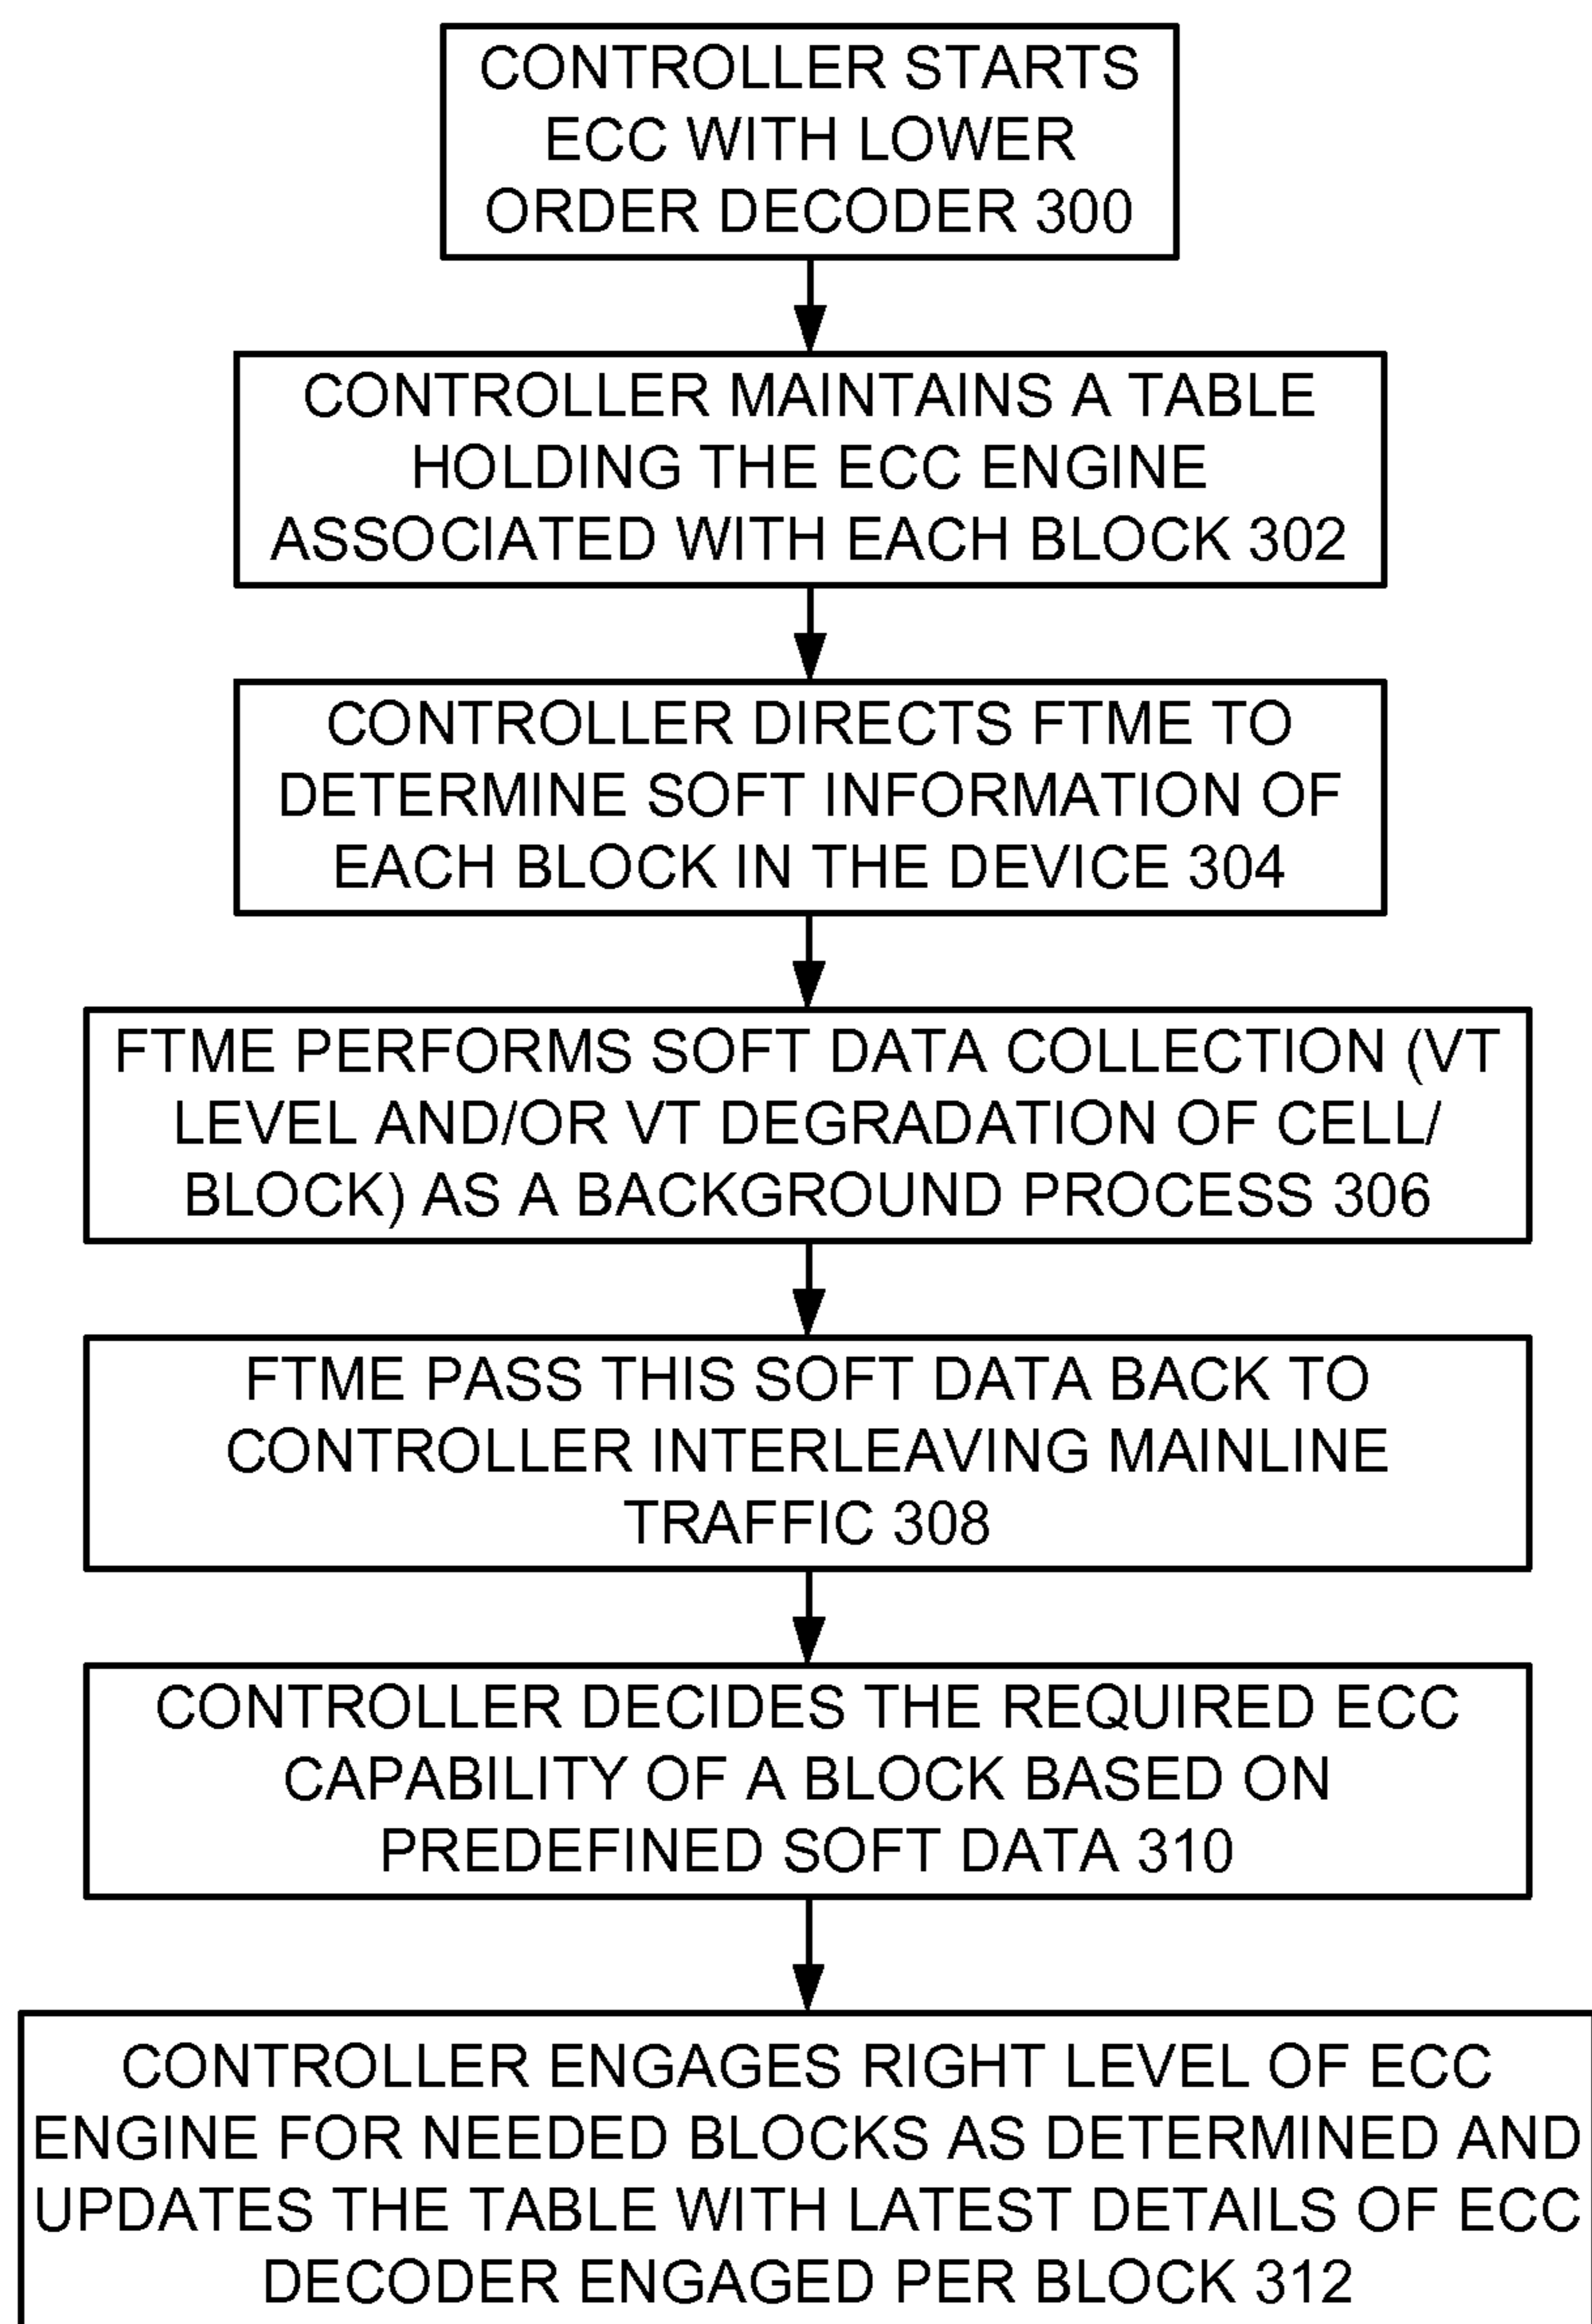 CONTROLLER STARTS
ECC WITH LOWER
ORDER DECODER 300
CONTROLLER MAINTAINS A TABLE
HOLDING THE ECC ENGINE
ASSOCIATED WITH EACH BLOCK 302
CONTROLLER DIRECTS FTME TO
DETERMINE SOFT INFORMATION OF
EACH BLOCK IN THE DEVICE 304
FTME PERFORMS SOFT DATA COLLECTION (VT
LEVEL AND/OR VT DEGRADATION OF CELL/
BLOCK) AS A BACKGROUND PROCESS 306
FTME PASS THIS SOFT DATA BACK TO
CONTROLLER INTERLEAVING MAINLINE
TRAFFIC 308
CONTROLLER DECIDES THE REQUIRED ECC
CAPABILITY OF A BLOCK BASED ON
PREDEFINED SOFT DATA 310
CONTROLLER ENGAGES RIGHT LEVEL OF ECC
ENGINE FOR NEEDED BLOCKS AS DETERMINED AND
UPDATES THE TABLE WITH LATEST DETAILS OF ECC
DECODER ENGAGED PER BLOCK 312